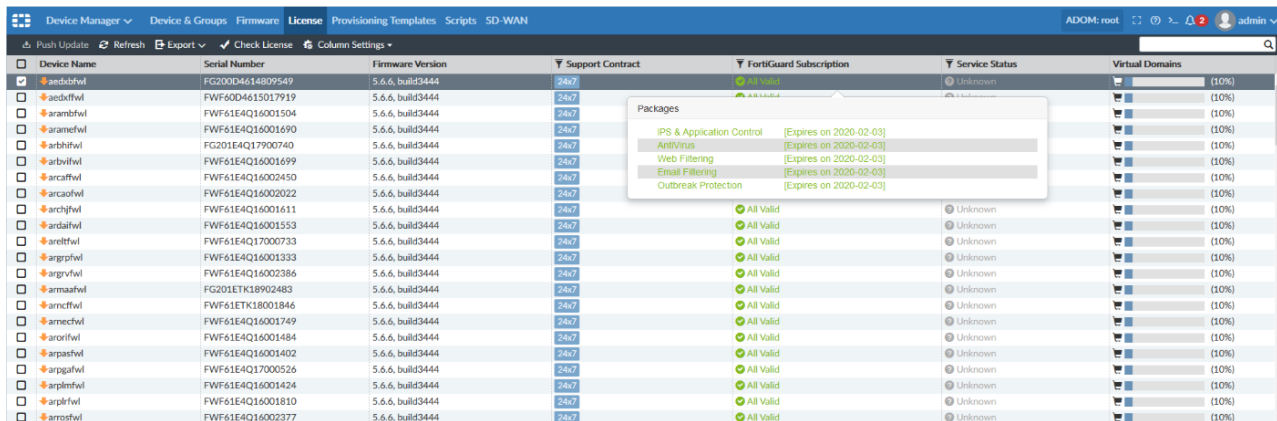 Device Manager Device & Groups Firmware License Provisioning Templates Scripts SD-WAN ADOM: root 2 admin
Push Update Refresh Export Check License Column Settings
Device Name Serial Number Firmware Version Support Contract FortiGuard Subscription Service Status Virtual Domains
aedxbfwl FG200D4614809549 5.6.6, build3444 24x7 All Valid Unknown (10%)
aedxffwl FWF60D4615017919 5.6.6, build3444 24x7 All Valid Unknown (10%)
arambfwl FWF61E4Q16001504 5.6.6, build3444 24x7 (10%)
Packages
aramefwl FWF61E4Q16001690 5.6.6, build3444 24x7 (10%)
IPS & Application Control [Expires on 2020-02-03]
arbhifwl FG201E4Q17900740 5.6.6, build3444 24x7 (10%)
AntiVirus [Expires on 2020-02-03]
arbvifwl FWF61E4Q16001699 5.6.6, build3444 24x7 (10%)
Web Filtering [Expires on 2020-02-03]
arcaffwl FWF61E4Q16002450 5.6.6, build3444 24x7 (10%)
Email Filtering [Expires on 2020-02-03]
arcaofwl FWF61E4Q16002022 5.6.6, build3444 24x7 (10%)
Outbreak Protection [Expires on 2020-02-03]
archjfwl FWF61E4Q16001611 5.6.6, build3444 24x7 All Valid Unknown (10%)
ardaifwl FWF61E4Q16001553 5.6.6, build3444 24x7 All Valid Unknown (10%)
areltfwl FWF61E4Q17000733 5.6.6, build3444 24x7 All Valid Unknown (10%)
argrpfwl FWF61E4Q16001333 5.6.6, build3444 24x7 All Valid Unknown (10%)
argrvfwl FWF61E4Q16002386 5.6.6, build3444 24x7 All Valid Unknown (10%)
armaafwl FG201ETK18902483 5.6.6, build3444 24x7 All Valid Unknown (10%)
arncffwl FWF61ETK18001846 5.6.6, build3444 24x7 All Valid Unknown (10%)
arnecfwl FWF61E4Q16001749 5.6.6, build3444 24x7 All Valid Unknown (10%)
arorifwl FWF61E4Q16001484 5.6.6, build3444 24x7 All Valid Unknown (10%)
arpasfwl FWF61E4Q16001402 5.6.6, build3444 24x7 All Valid Unknown (10%)
arpgafwl FWF61E4Q17000526 5.6.6, build3444 24x7 All Valid Unknown (10%)
arplmfwl FWF61E4Q16001424 5.6.6, build3444 24x7 All Valid Unknown (10%)
arplrfwl FWF61E4Q16001810 5.6.6, build3444 24x7 All Valid Unknown (10%)
arrosfwl FWF61E4Q16002377 5.6.6, build3444 24x7 All Valid Unknown (10%)